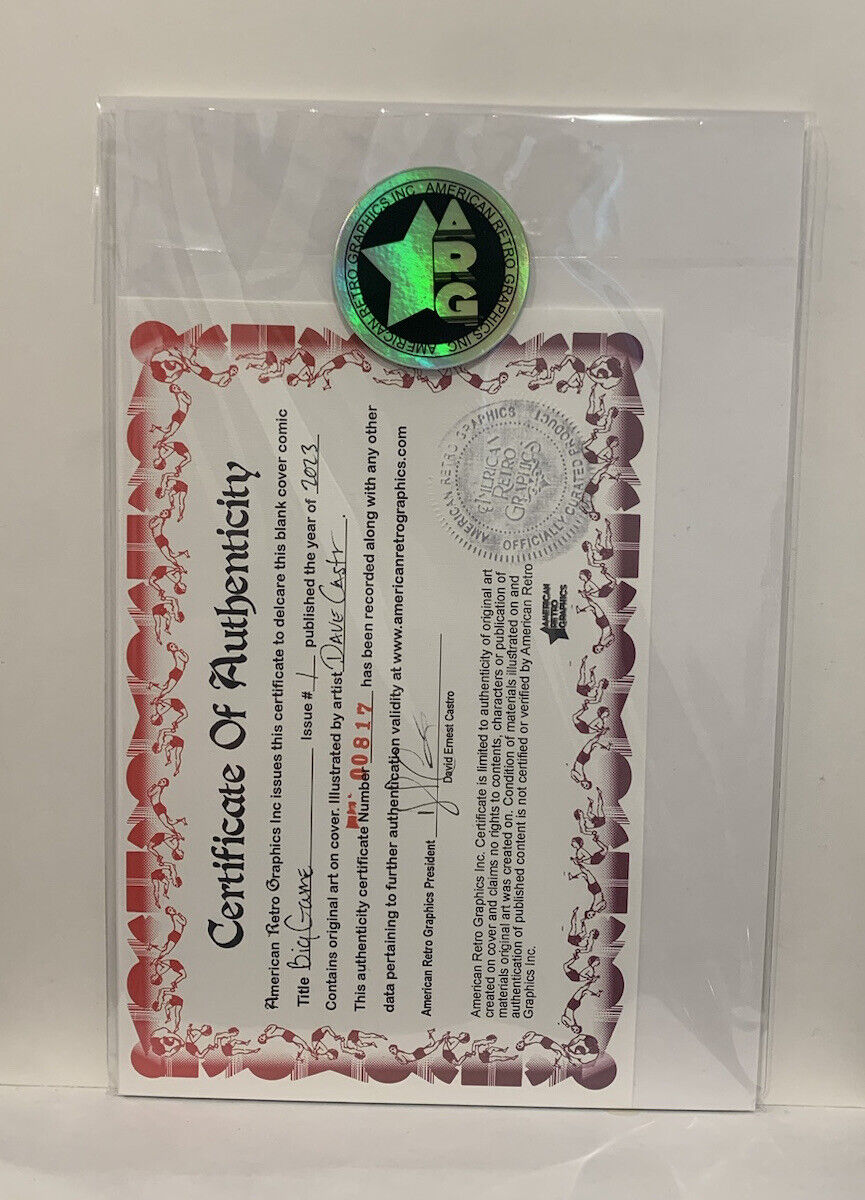 AMERICAN RETRO GRAPHICS INC
AMERICAN RETRO GRAPHICS INC
ARG
Certificate Of Authenticity
American Retro Graphics Inc issues this certificate to delcare this blank cover comic
Title Big Game Issue # 1 published the year of 2023
Contains original art on cover. Illustrated by artist Dave Castr.
This authenticity certificate Number 00817 has been recorded along with any other
data pertaining to further authentification validity at www.americanretrographics.com
American Retro Graphics President
David Ernest Castro
AMERICAN RETRO GRAPHICS
OFFICIALLY CURATED PRODUCT
AMERICAN
RETRO
GRAPHICS
American Retro Graphics Inc. Certificate is limited to authenticity of original art
created on cover and claims no rights to contents, characters or publication of
materials original art was created on. Condition of materials illustrated on and
authentication of published content is not certified or verified by American Retro
Graphics Inc.
AMERICAN
RETRO
GRAPHICS